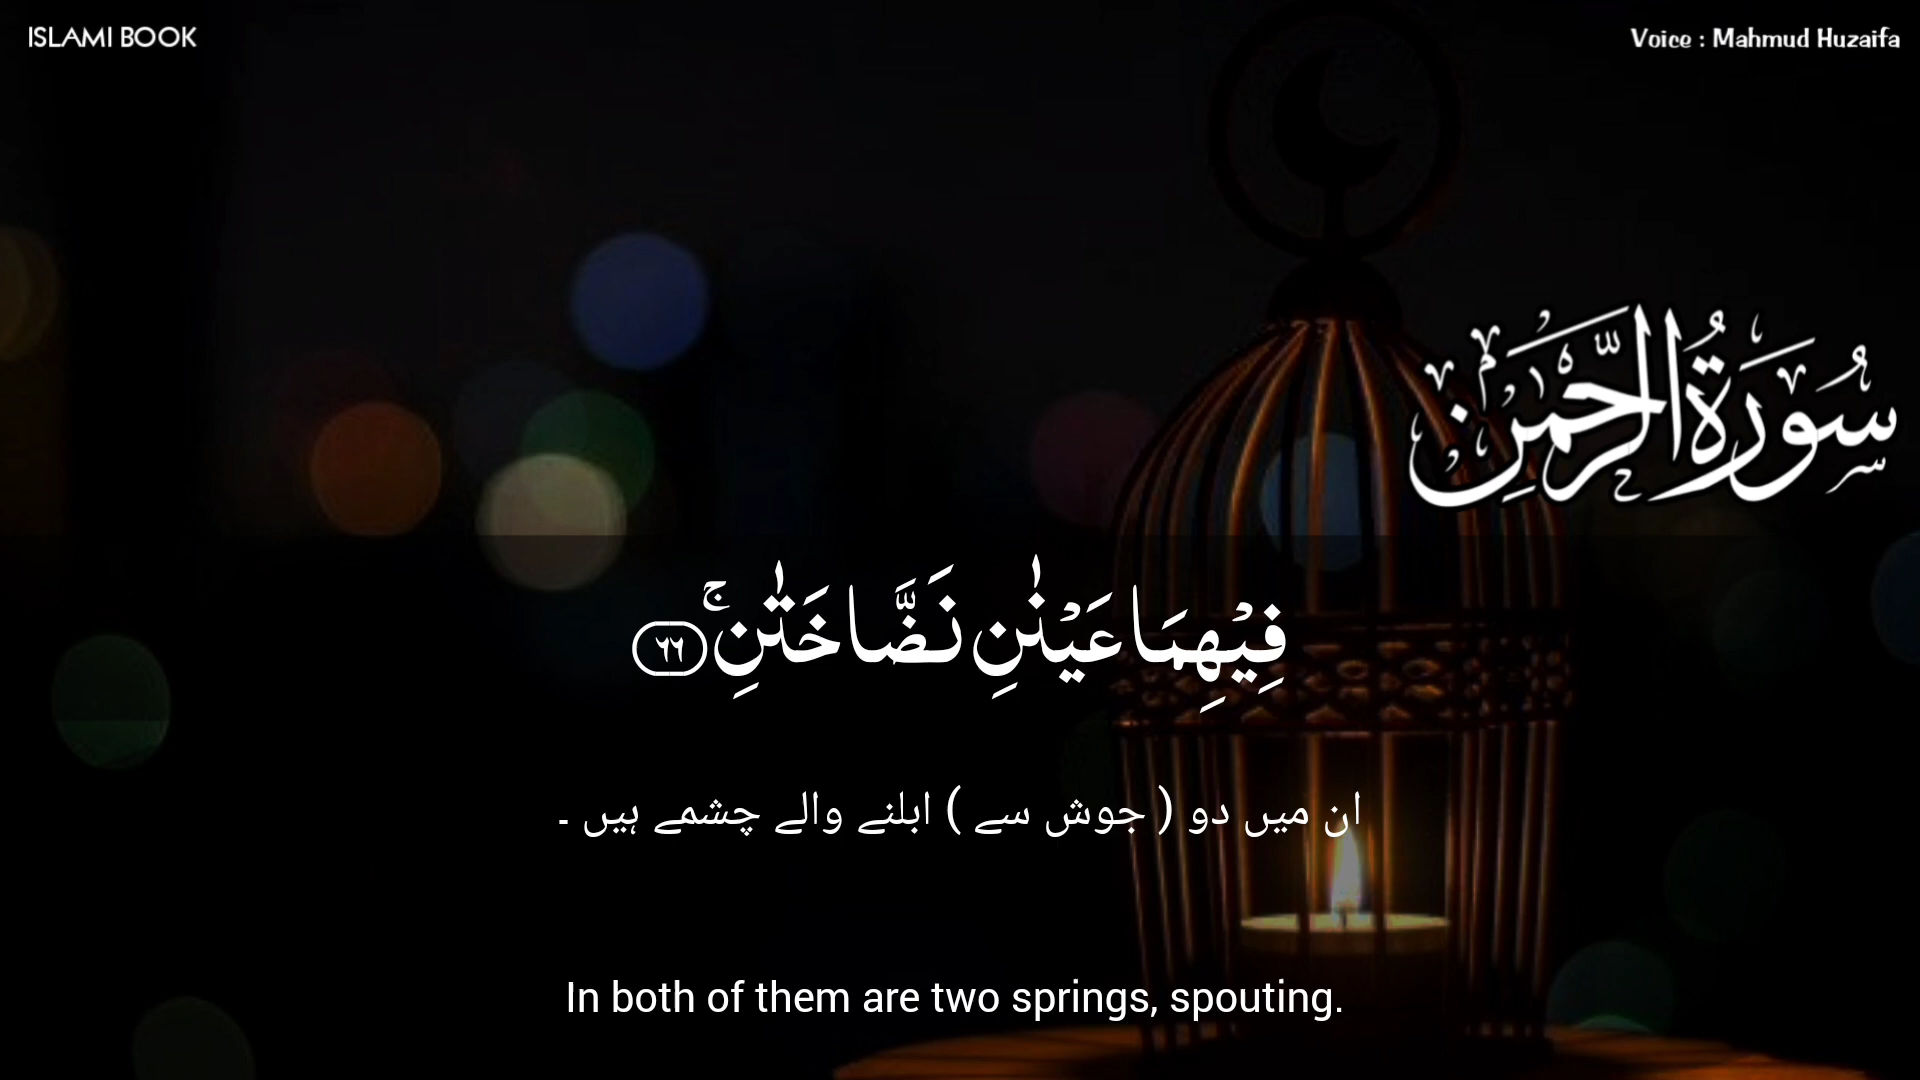 ISLAMI BOOK
Voice : Mahmud Huzaifa
سُورَةُ الرَّحْمٰنِ
فِيْهِمَا عَيْنٰنِ نَضَّاخَتٰنِۚ ٦٦
ان میں دو ( جوش سے ) ابلنے والے چشمے ہیں ۔
In both of them are two springs, spouting.